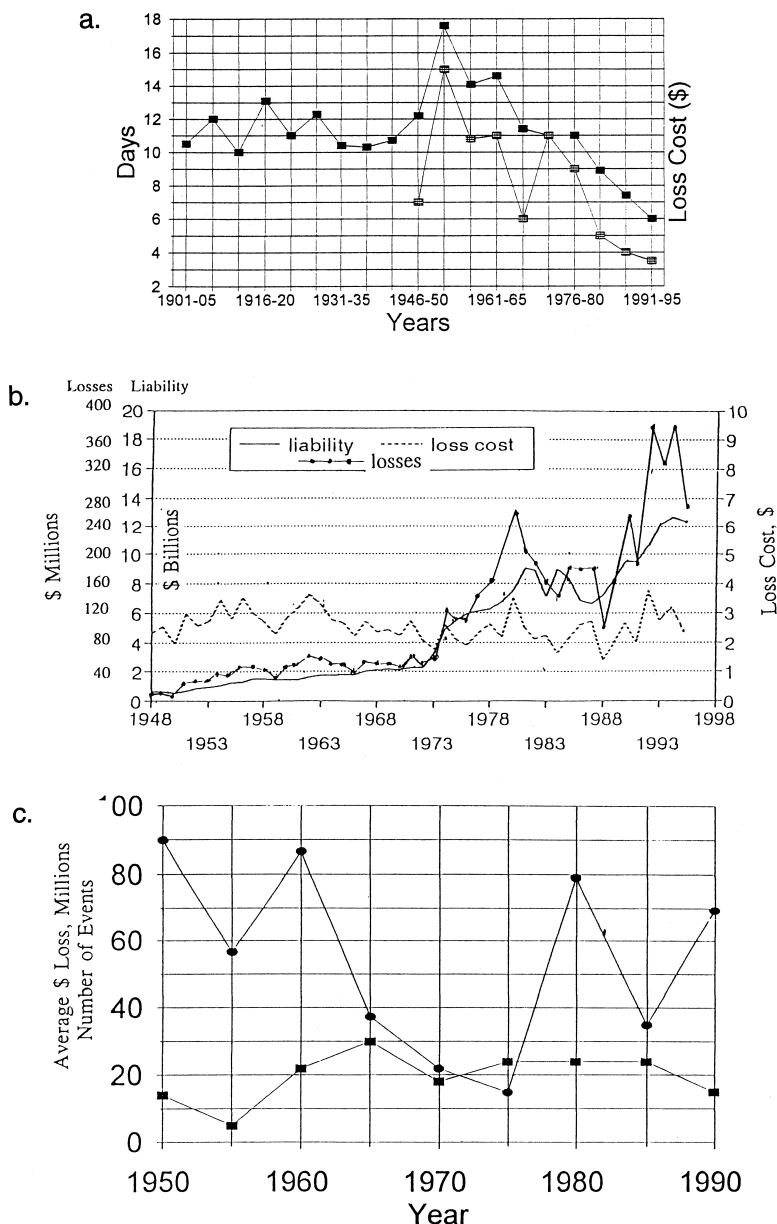 a.
18
16
14
12
10
8
6
4
2
Days
Loss Cost ($)
1901-05 1916-20 1931-35 1946-50 1961-65 1976-80 1991-95
Years
b.
Losses Liability
400
360
320
280
240
200
160
120
80
40
20
18
16
14
12
10
8
6
4
2
0
$ Millions
$ Billions
liability loss cost
losses
10
9
8
7
6
5
4
3
2
1
0
Loss Cost, $
1948 1958 1968 1978 1988 1998
1953 1963 1973 1983 1993
c.
00
80
60
40
20
0
Average $ Loss, Millions
Number of Events
1950 1960 1970 1980 1990
Year